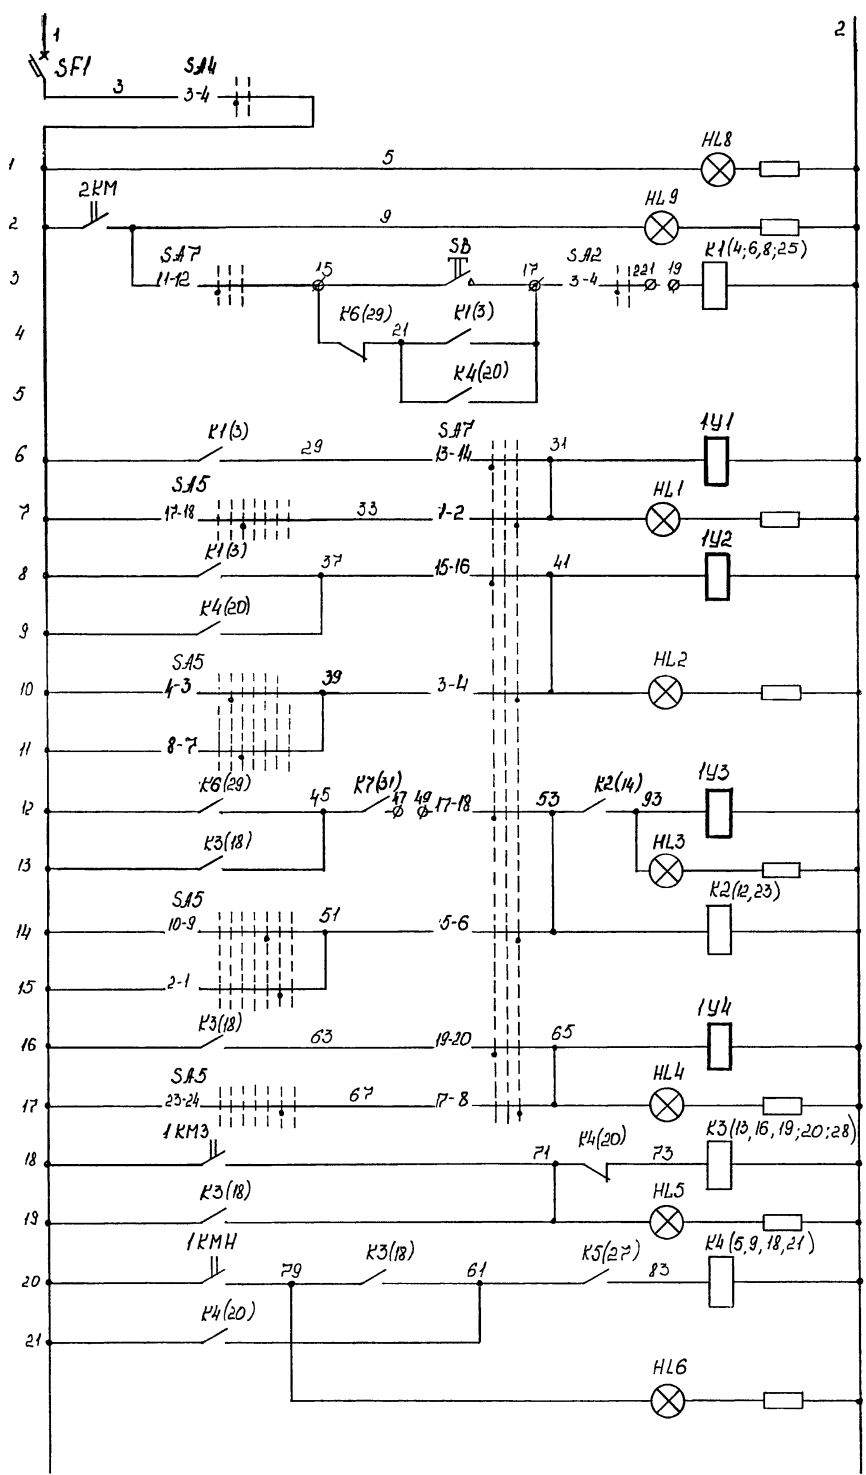 1 2
SF1 SA4
3 3-4
HL8
1 5
2KM HL9
2 9
SA7 SB SA2 K1(4;6,8;25)
3 11-12 15 17 3-4 221 19
K6(29) K1(3)
4 21
K4(20)
5
K1(3) SA7 1У1
6 29 13-14 31
SA5 HL1
7 17-18 33 1-2
K1(3) 1У2
8 37 15-16 41
K4(20)
9
SA5 HL2
10 4-3 39 3-4
11 8-7
K6(29) K7(31) K2(14) 1У3
12 45 47 49 17-18 53 93
K3(18) HL3
13
SA5 K2(12,23)
14 10-9 51 5-6
15 2-1
K3(18) 1У4
16 63 19-20 65
SA5 HL4
17 23-24 67 7-8
1KM3 K4(20) K3(13,16,19;20;28)
18 71 73
K3(18) HL5
19
1KMH K3(18) K5(27) K4(5,9,18,21)
20 79 61 83
K4(20)
21
HL6